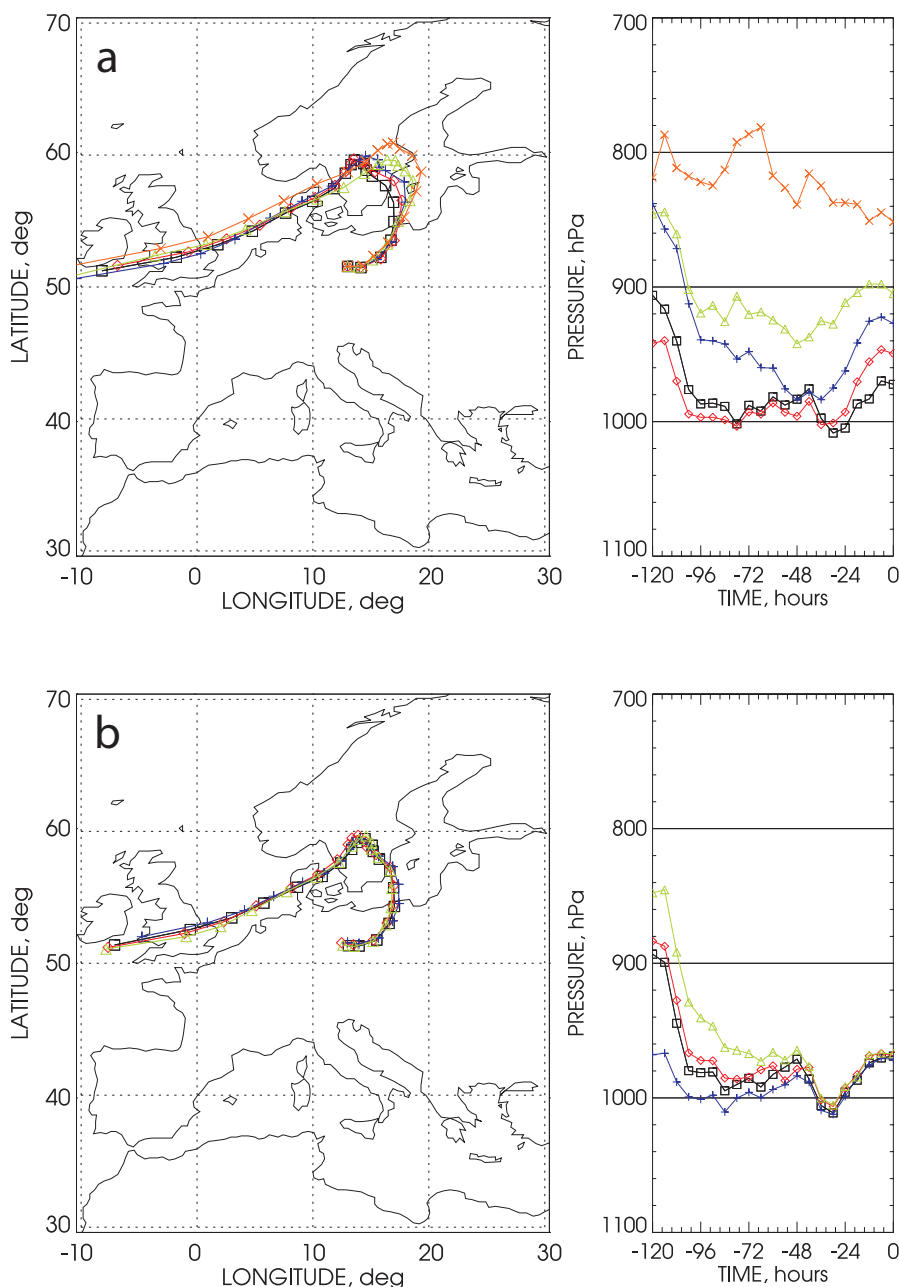 a
70
60
50
40
30
LATITUDE, deg
-10 0 10 20 30
LONGITUDE, deg
700
800
900
1000
1100
PRESSURE, hPa
-120 -96 -72 -48 -24 0
TIME, hours
b
70
60
50
40
30
LATITUDE, deg
-10 0 10 20 30
LONGITUDE, deg
700
800
900
1000
1100
PRESSURE, hPa
-120 -96 -72 -48 -24 0
TIME, hours